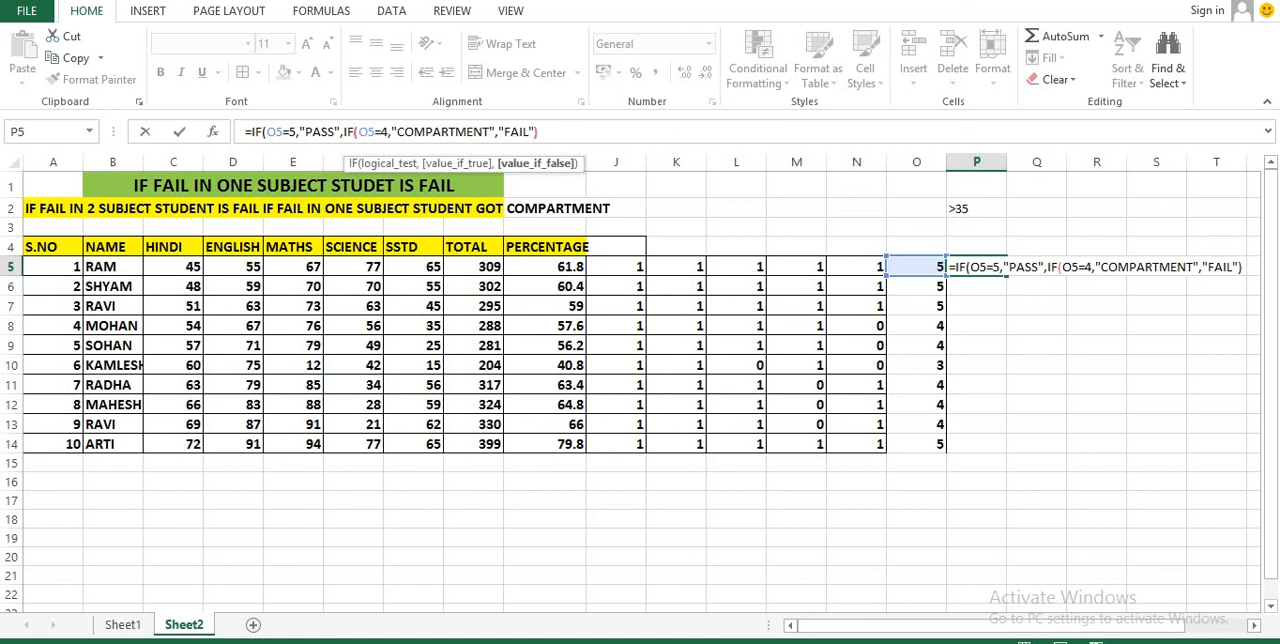 FILE HOME INSERT PAGE LAYOUT FORMULAS DATA REVIEW VIEW Sign in
Paste Cut Copy Format Painter
Clipboard
11 A A B I U A
Font
Wrap Text
Merge & Center
Alignment
General
% ,
Number
Conditional Formatting Format as Table Cell Styles
Styles
Insert Delete Format
Cells
AutoSum Fill Clear Sort & Filter Find & Select
Editing
P5 fx =IF(O5=5,"PASS",IF(O5=4,"COMPARTMENT","FAIL")
IF(logical_test, [value_if_true], [value_if_false])
A B C D E J K L M N O P Q R S T
1 IF FAIL IN ONE SUBJECT STUDET IS FAIL
2 IF FAIL IN 2 SUBJECT STUDENT IS FAIL IF FAIL IN ONE SUBJECT STUDENT GOT COMPARTMENT >35
3
4 S.NO NAME HINDI ENGLISH MATHS SCIENCE SSTD TOTAL PERCENTAGE
5 1 RAM 45 55 67 77 65 309 61.8 1 1 1 1 1 5 =IF(O5=5,"PASS",IF(O5=4,"COMPARTMENT","FAIL")
6 2 SHYAM 48 59 70 70 55 302 60.4 1 1 1 1 1 5
7 3 RAVI 51 63 73 63 45 295 59 1 1 1 1 1 5
8 4 MOHAN 54 67 76 56 35 288 57.6 1 1 1 1 0 4
9 5 SOHAN 57 71 79 49 25 281 56.2 1 1 1 1 0 4
10 6 KAMLESH 60 75 12 42 15 204 40.8 1 1 0 1 0 3
11 7 RADHA 63 79 85 34 56 317 63.4 1 1 1 0 1 4
12 8 MAHESH 66 83 88 28 59 324 64.8 1 1 1 0 1 4
13 9 RAVI 69 87 91 21 62 330 66 1 1 1 0 1 4
14 10 ARTI 72 91 94 77 65 399 79.8 1 1 1 1 1 5
15
16
17
18
19
20
21
22
Activate Windows
Go to PC settings to activate Windows.
Sheet1 Sheet2